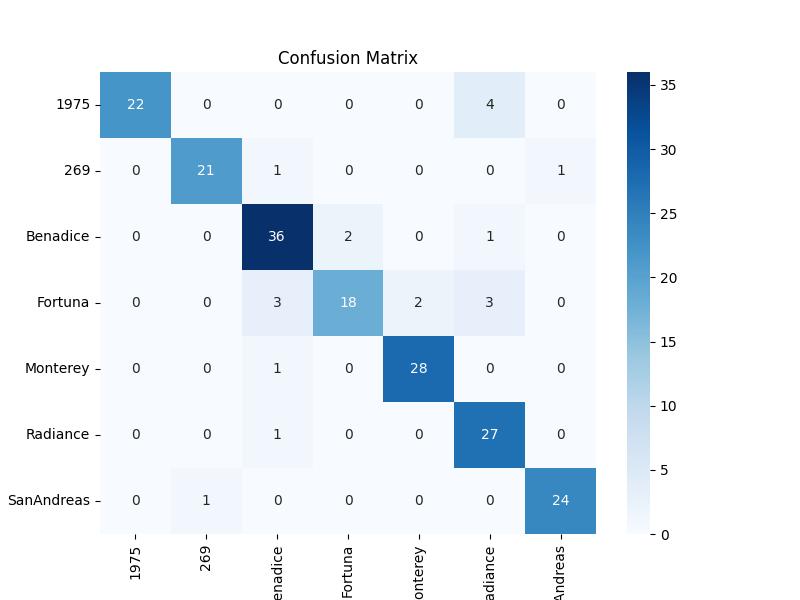 Confusion Matrix
1975 22 0 0 0 0 4 0
269 0 21 1 0 0 0 1
Benadice 0 0 36 2 0 1 0
Fortuna 0 0 3 18 2 3 0
Monterey 0 0 1 0 28 0 0
Radiance 0 0 1 0 0 27 0
SanAndreas 0 1 0 0 0 0 24
1975
269
enadice
Fortuna
onterey
adiance
Andreas
35
30
25
20
15
10
5
0